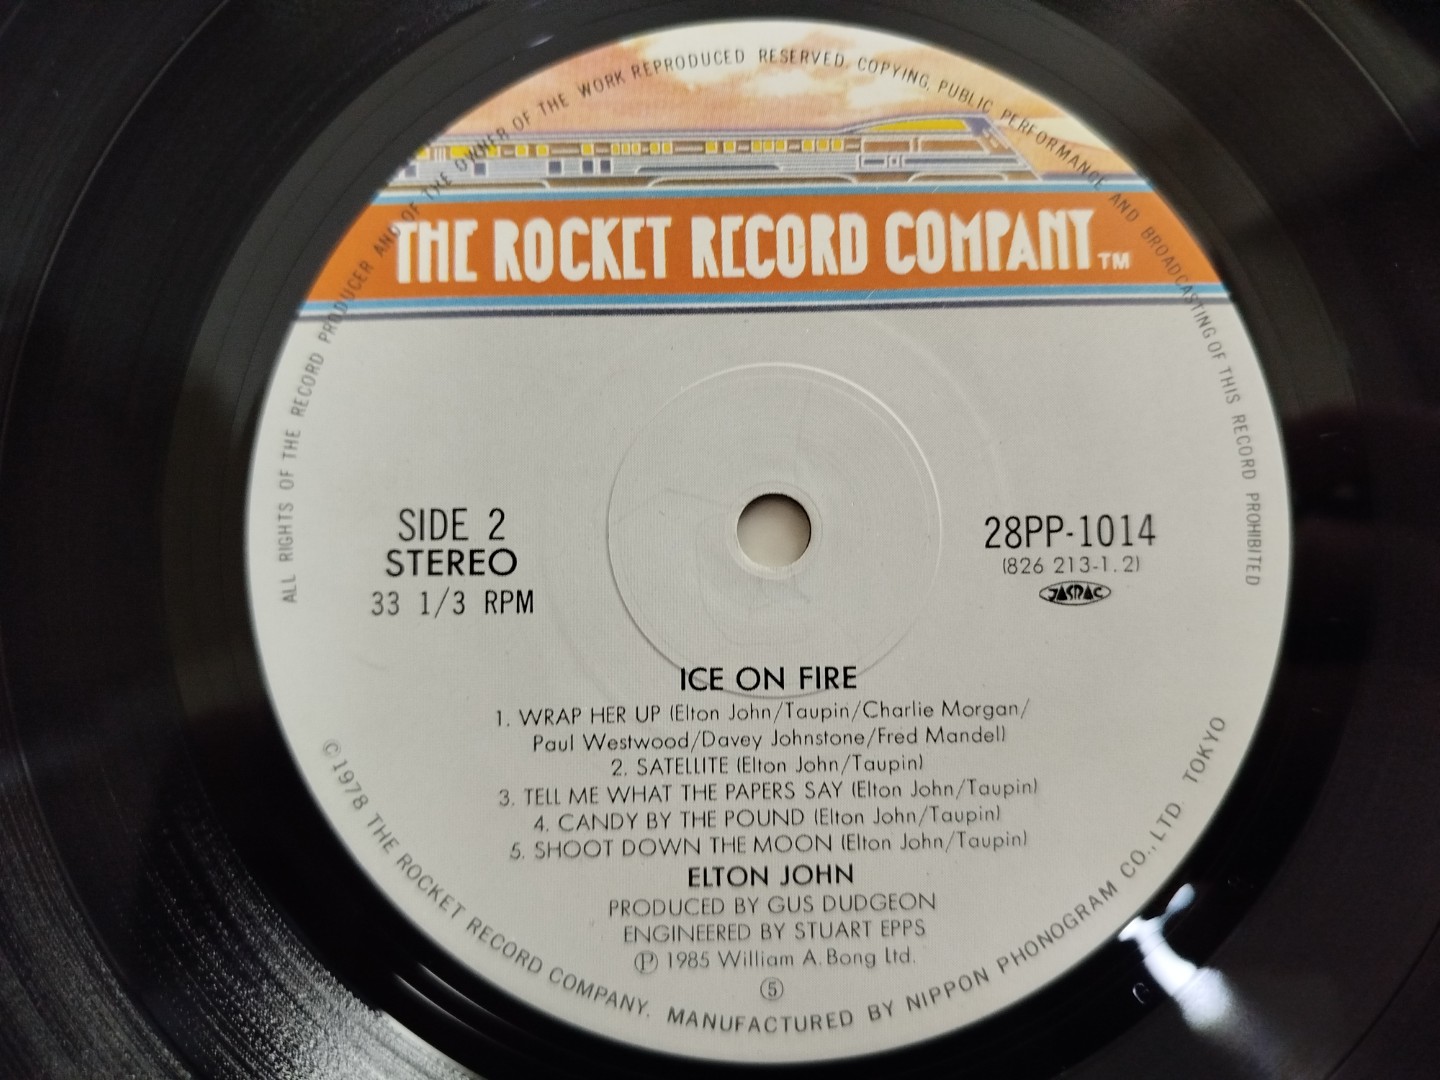 ALL RIGHTS OF THE RECORD PRODUCER AND OF THE OWNER OF THE WORK REPRODUCED RESERVED. COPYING, PUBLIC PERFORMANCE AND BROADCASTING OF THIS RECORD PROHIBITED
THE ROCKET RECORD COMPANY™
SIDE 2
STEREO
33 1/3 RPM
28PP-1014
(826 213-1.2)
JASRAC
ICE ON FIRE
1. WRAP HER UP (Elton John/Taupin/Charlie Morgan/
Paul Westwood/Davey Johnstone/Fred Mandell)
2. SATELLITE (Elton John/Taupin)
3. TELL ME WHAT THE PAPERS SAY (Elton John/Taupin)
4. CANDY BY THE POUND (Elton John/Taupin)
5. SHOOT DOWN THE MOON (Elton John/Taupin)
ELTON JOHN
PRODUCED BY GUS DUDGEON
ENGINEERED BY STUART EPPS
Ⓟ 1985 William A. Bong Ltd.
⑤
©1978 THE ROCKET RECORD COMPANY. MANUFACTURED BY NIPPON PHONOGRAM CO., LTD. TOKYO